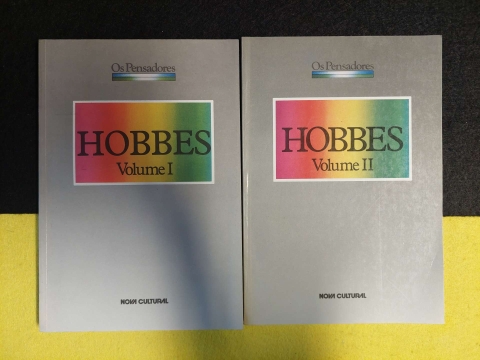 Os Pensadores
HOBBES
Volume I
NOVA CULTURAL
Os Pensadores
HOBBES
Volume II
NOVA CULTURAL